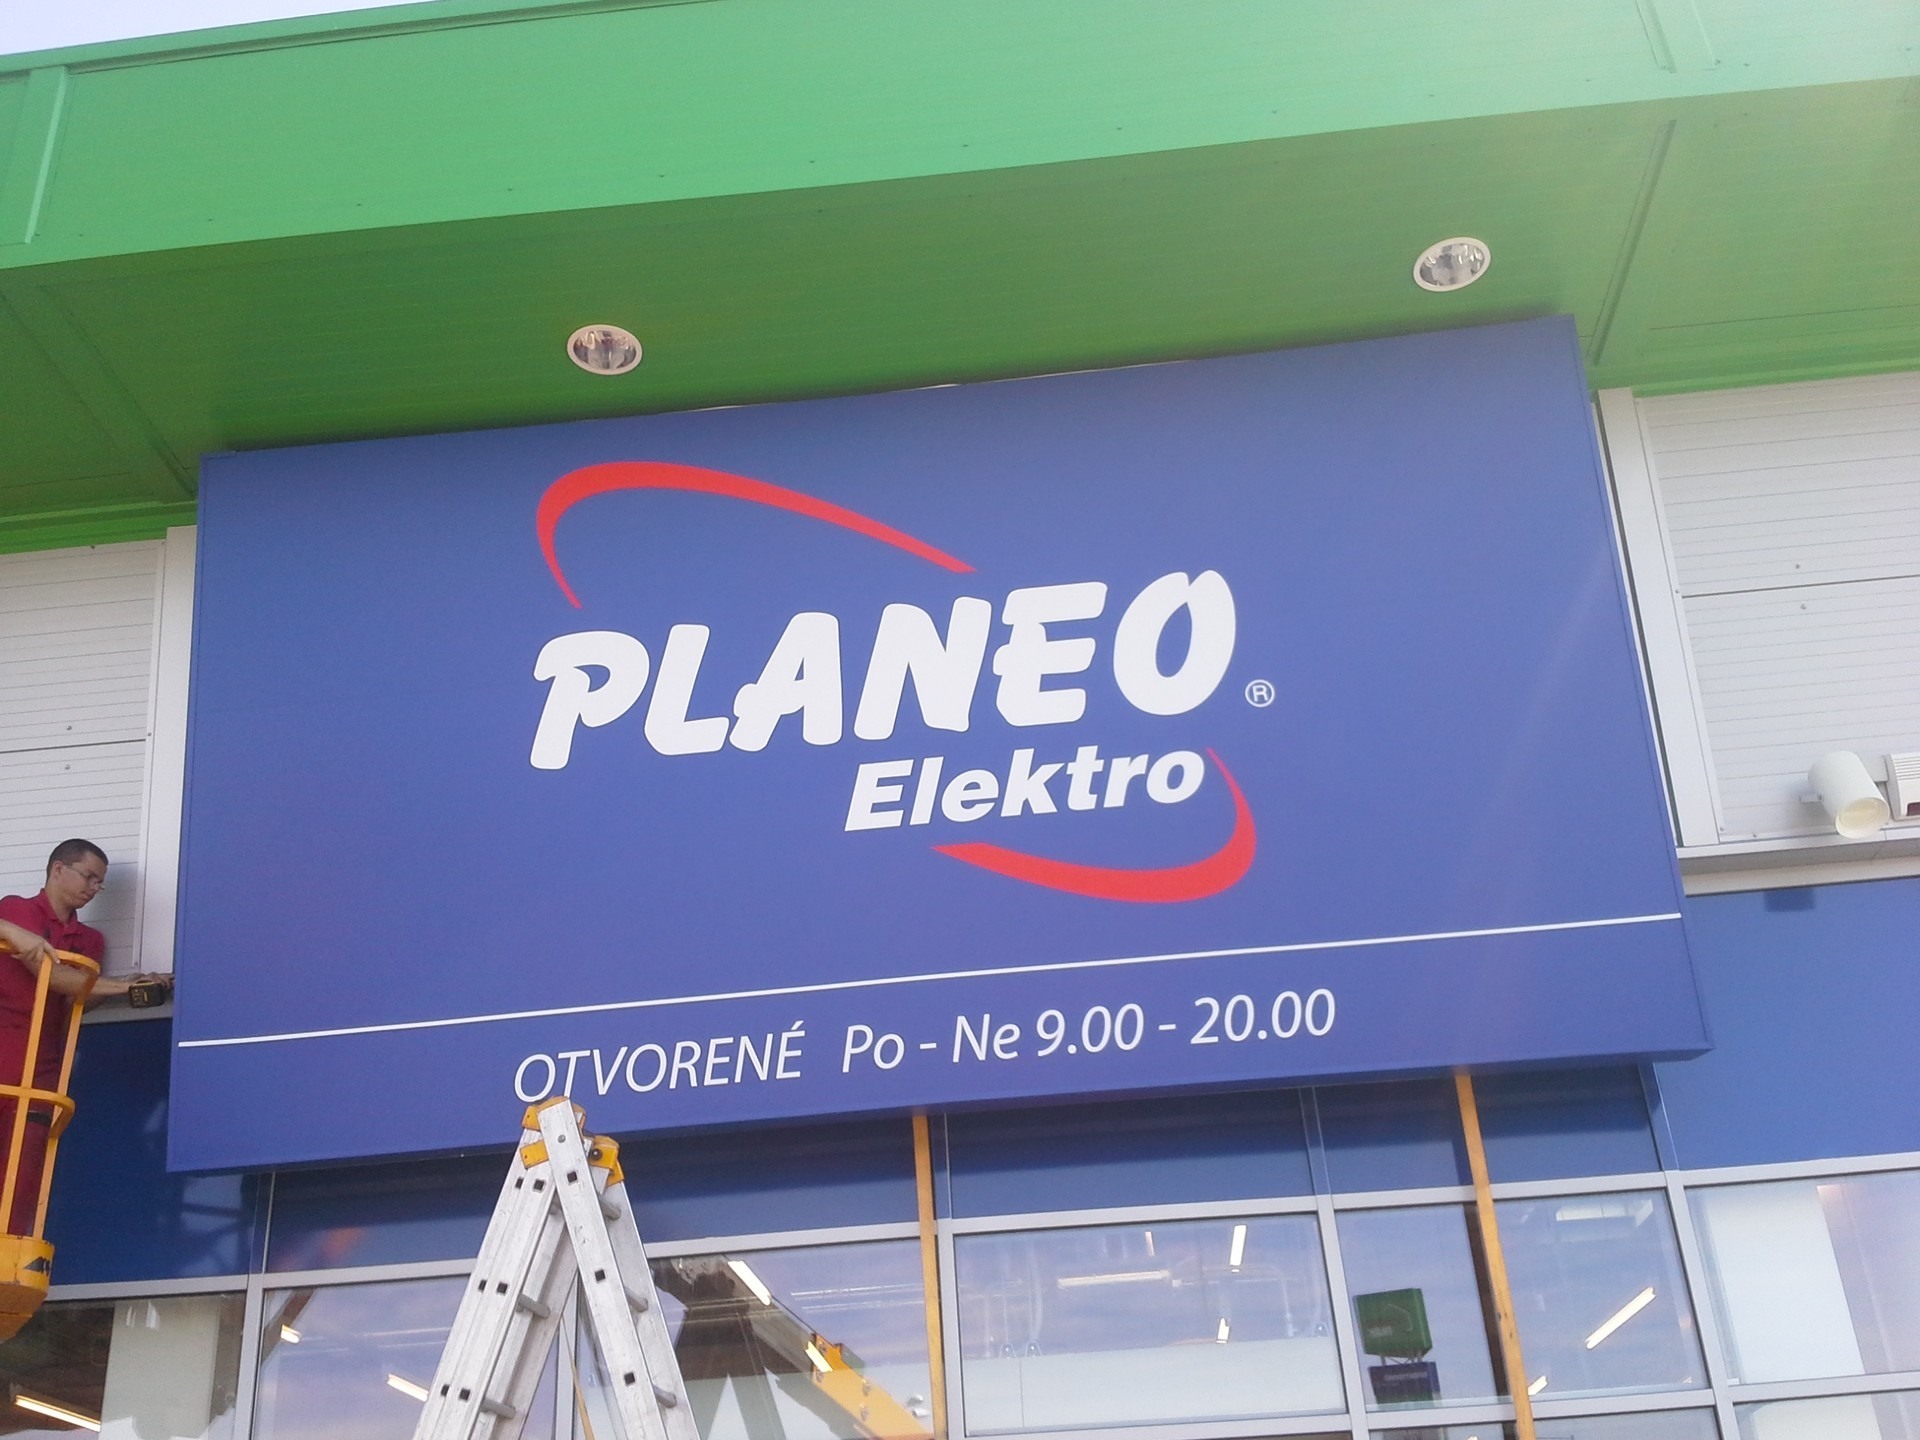 PLANEO ®
Elektro
OTVORENÉ Po - Ne 9.00 - 20.00